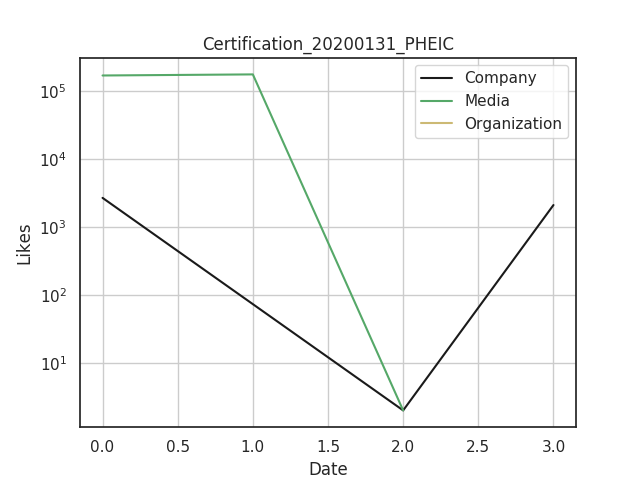 Certification_20200131_PHEIC
Company
Media
Organization
10^5
10^4
10^3
10^2
10^1
Likes
0.0 0.5 1.0 1.5 2.0 2.5 3.0
Date